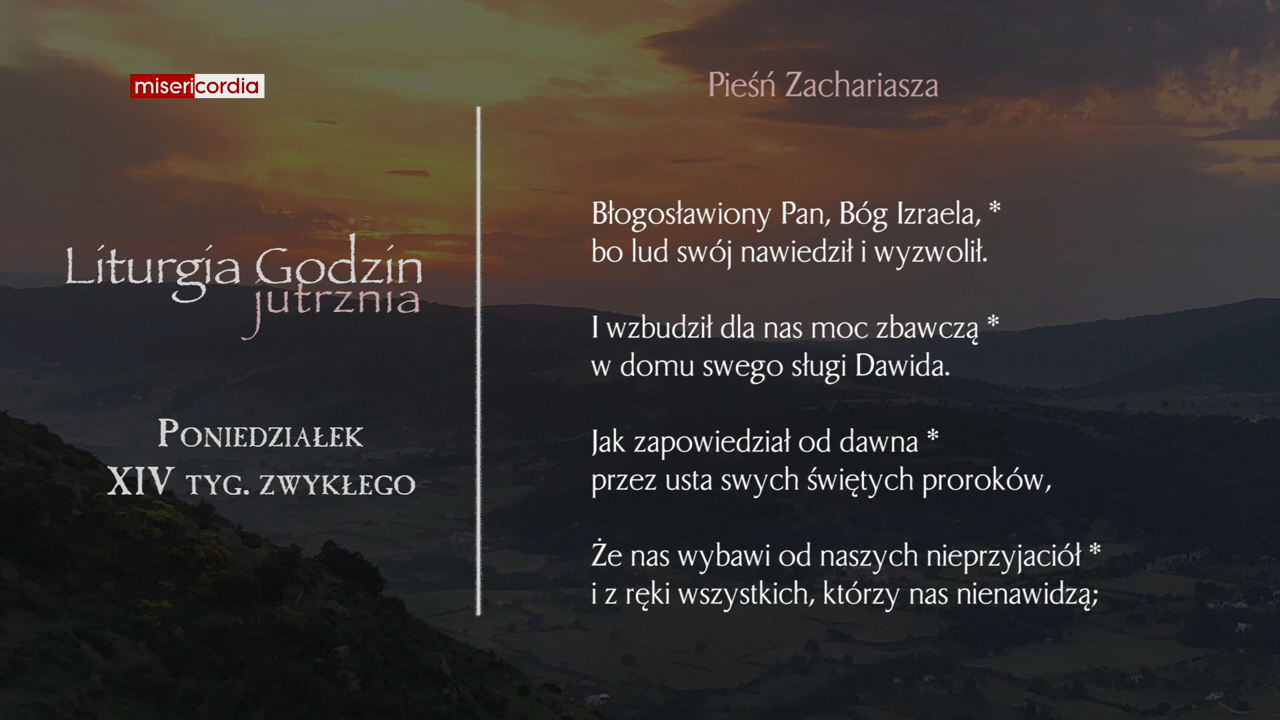 misericordia
Liturgia Godzin
jutrznia
Poniedziałek
XIV tyg. zwykłego
Pieśń Zachariasza
Błogosławiony Pan, Bóg Izraela, *
bo lud swój nawiedził i wyzwolił.
I wzbudził dla nas moc zbawczą *
w domu swego sługi Dawida.
Jak zapowiedział od dawna *
przez usta swych świętych proroków,
Że nas wybawi od naszych nieprzyjaciół *
i z ręki wszystkich, którzy nas nienawidzą;